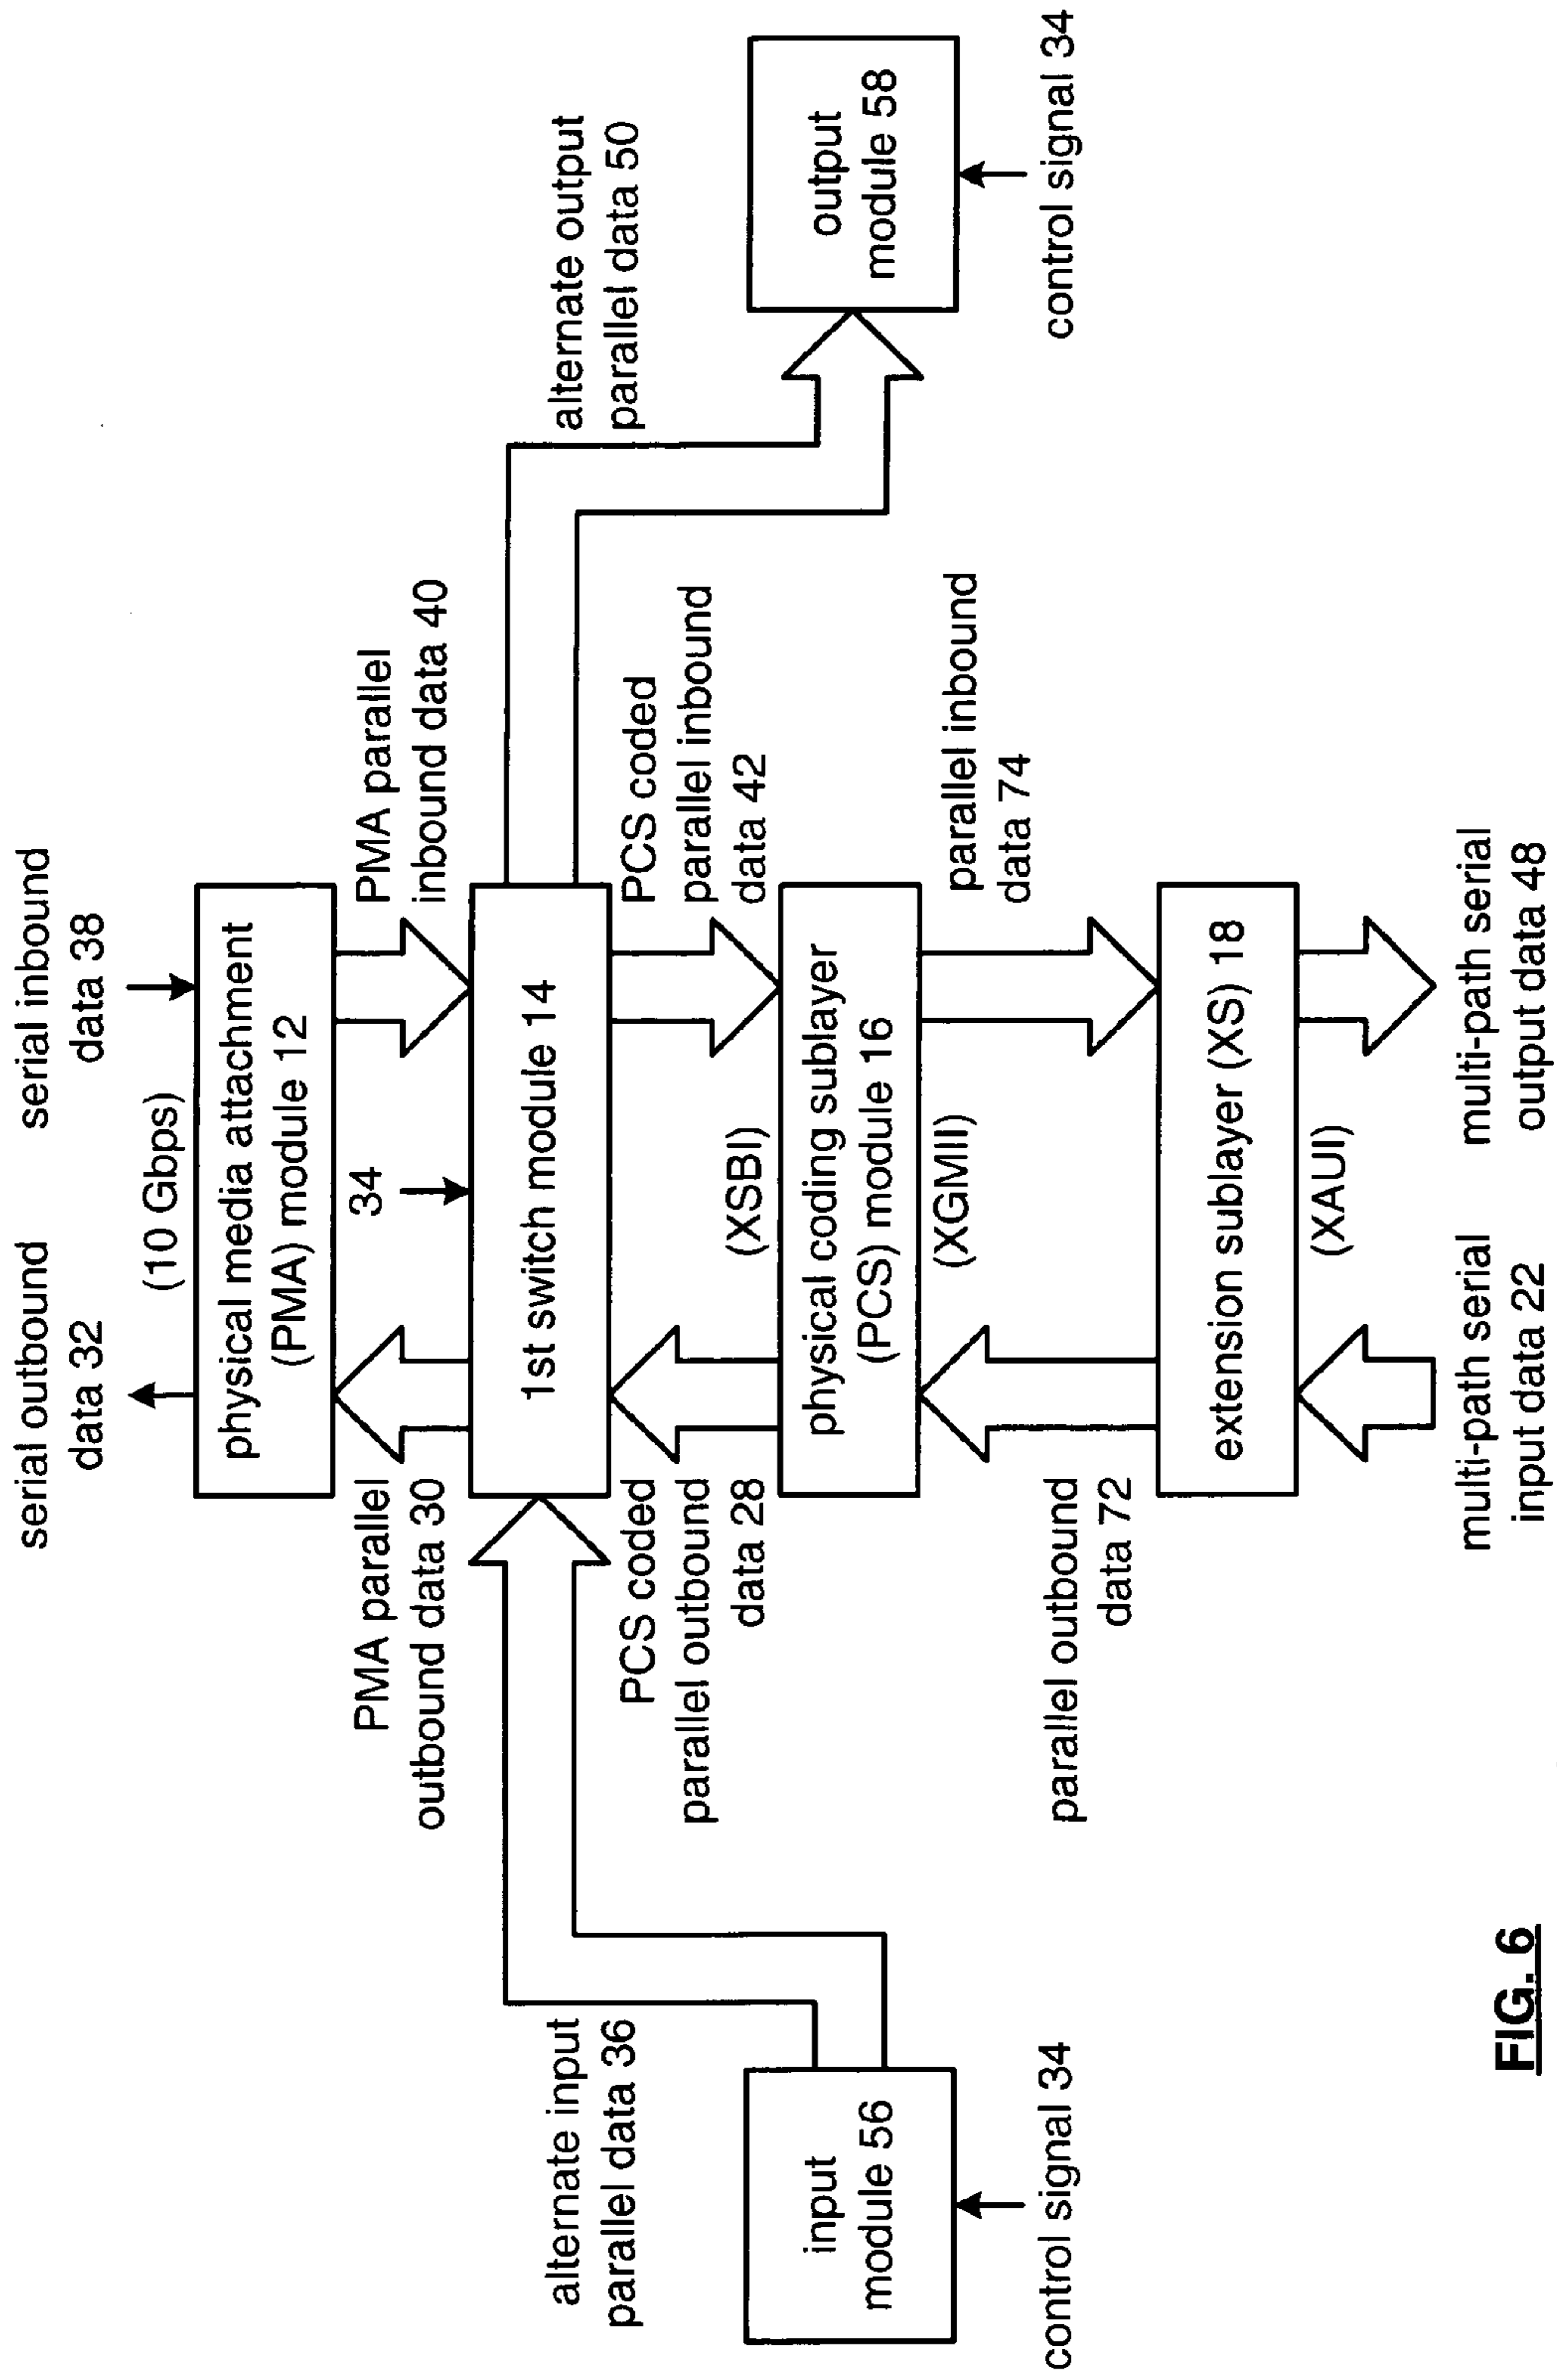 serial outbound
data 32
serial inbound
data 38
(10 Gbps)
physical media attachment
(PMA) module 12
PMA parallel
outbound data 30
34
PMA parallel
inbound data 40
1st switch module 14
alternate input
parallel data 36
alternate output
parallel data 50
PCS coded
parallel outbound
data 28
(XSBI)
PCS coded
parallel inbound
data 42
input
module 56
control signal 34
physical coding sublayer
(PCS) module 16
output
module 58
control signal 34
(XGMII)
parallel outbound
data 72
parallel inbound
data 74
extension sublayer (XS) 18
(XAUI)
multi-path serial
input data 22
multi-path serial
output data 48
FIG. 6